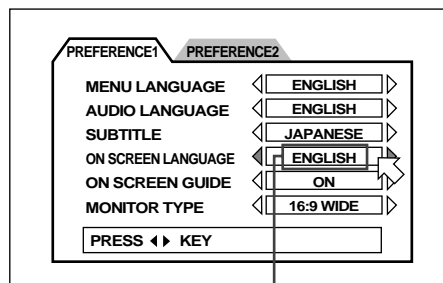 PREFERENCE1 PREFERENCE2
MENU LANGUAGE ENGLISH
AUDIO LANGUAGE ENGLISH
SUBTITLE JAPANESE
ON SCREEN LANGUAGE ENGLISH
ON SCREEN GUIDE ON
MONITOR TYPE 16:9 WIDE
PRESS KEY